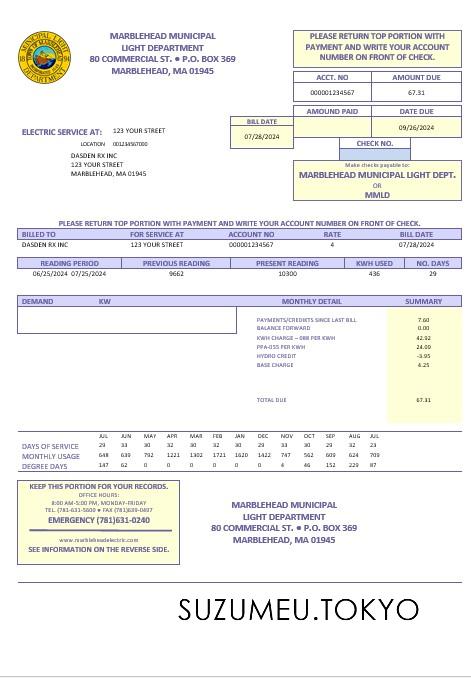 MARBLEHEAD MUNICIPAL
LIGHT DEPARTMENT
80 COMMERCIAL ST. • P.O. BOX 369
MARBLEHEAD, MA 01945
PLEASE RETURN TOP PORTION WITH
PAYMENT AND WRITE YOUR ACCOUNT
NUMBER ON FRONT OF CHECK.
ACCT. NO AMOUNT DUE
000001234567 67.31
AMOUNT PAID DATE DUE
09/26/2024
BILL DATE
07/28/2024
CHECK NO.
ELECTRIC SERVICE AT: 123 YOUR STREET
LOCATION 001234567000
DASDEN RX INC
123 YOUR STREET
MARBLEHEAD, MA 01945
Make checks payable to:
MARBLEHEAD MUNICIPAL LIGHT DEPT.
OR
MMLD
PLEASE RETURN TOP PORTION WITH PAYMENT AND WRITE YOUR ACCOUNT NUMBER ON FRONT OF CHECK.
BILLED TO FOR SERVICE AT ACCOUNT NO RATE BILL DATE
DASDEN RX INC 123 YOUR STREET 000001234567 4 07/28/2024
READING PERIOD PREVIOUS READING PRESENT READING KWH USED NO. DAYS
06/25/2024 07/25/2024 9662 10300 436 29
DEMAND KW MONTHLY DETAIL SUMMARY
PAYMENTS/CREDITS SINCE LAST BILL 7.60
BALANCE FORWARD 0.00
KWH CHARGE -.088 PER KWH 42.92
PPA-.055 PER KWH 24.09
HYDRO CREDIT -3.95
BASE CHARGE 4.25
TOTAL DUE 67.31
JUL JUN MAY APR MAR FEB JAN DEC NOV OCT SEP AUG JUL
DAYS OF SERVICE 29 33 30 29 32 29 32 30 29 30 29 32 23
MONTHLY USAGE 648 639 792 1221 1302 1721 1620 1422 747 562 609 624 709
DEGREE DAYS 147 62 0 0 0 0 0 0 4 46 152 229 87
KEEP THIS PORTION FOR YOUR RECORDS.
OFFICE HOURS:
8:00 AM-5:00 PM, MONDAY-FRIDAY
TEL. (781)631-5600 • FAX (781)639-0497
EMERGENCY (781)631-0240
www.marbleheadelectric.com
SEE INFORMATION ON THE REVERSE SIDE.
MARBLEHEAD MUNICIPAL
LIGHT DEPARTMENT
80 COMMERCIAL ST. • P.O. BOX 369
MARBLEHEAD, MA 01945
SUZUMEU.TOKYO